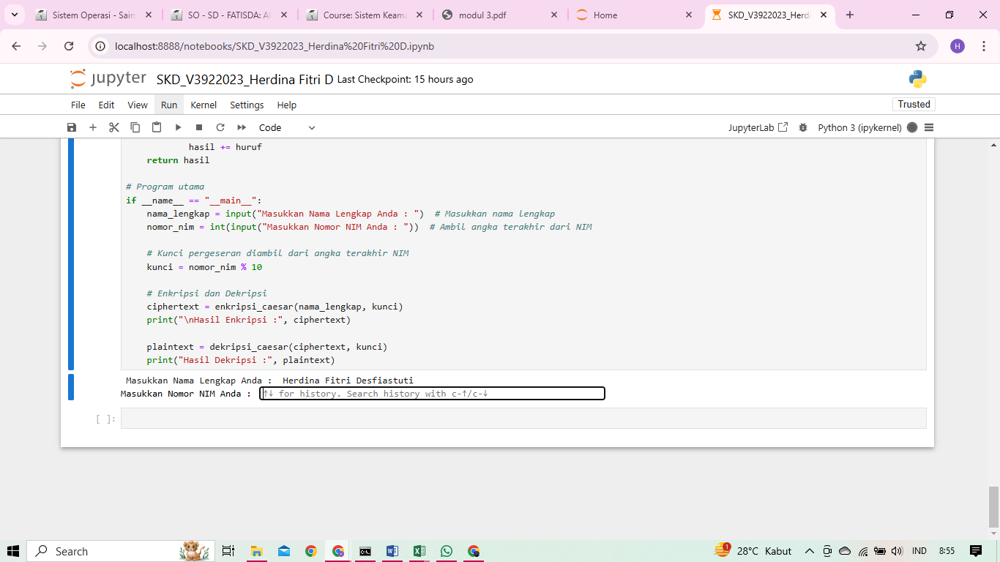 Sistem Operasi - Sain
SO - SD - FATISDA: Al
Course: Sistem Keama
modul 3.pdf
Home
SKD_V3922023_Herdi
localhost:8888/notebooks/SKD_V3922023_Herdina%20Fitri%20D.ipynb
H
jupyter SKD_V3922023_Herdina Fitri D Last Checkpoint: 15 hours ago
File Edit View Run Kernel Settings Help
Trusted
Code
JupyterLab
Python 3 (ipykernel)
hasil += huruf
return hasil
# Program utama
if __name__ == "__main__":
nama_lengkap = input("Masukkan Nama Lengkap Anda : ") # Masukkan nama lengkap
nomor_nim = int(input("Masukkan Nomor NIM Anda : ")) # Ambil angka terakhir dari NIM
# Kunci pergeseran diambil dari angka terakhir NIM
kunci = nomor_nim % 10
# Enkripsi dan Dekripsi
ciphertext = enkripsi_caesar(nama_lengkap, kunci)
print("\nHasil Enkripsi :", ciphertext)
plaintext = dekripsi_caesar(ciphertext, kunci)
print("Hasil Dekripsi :", plaintext)
Masukkan Nama Lengkap Anda : Herdina Fitri Desfiastuti
Masukkan Nomor NIM Anda : ↑↓ for history. Search history with c-↑/c-↓
[ ]:
Search
1
28°C Kabut
IND
8:55